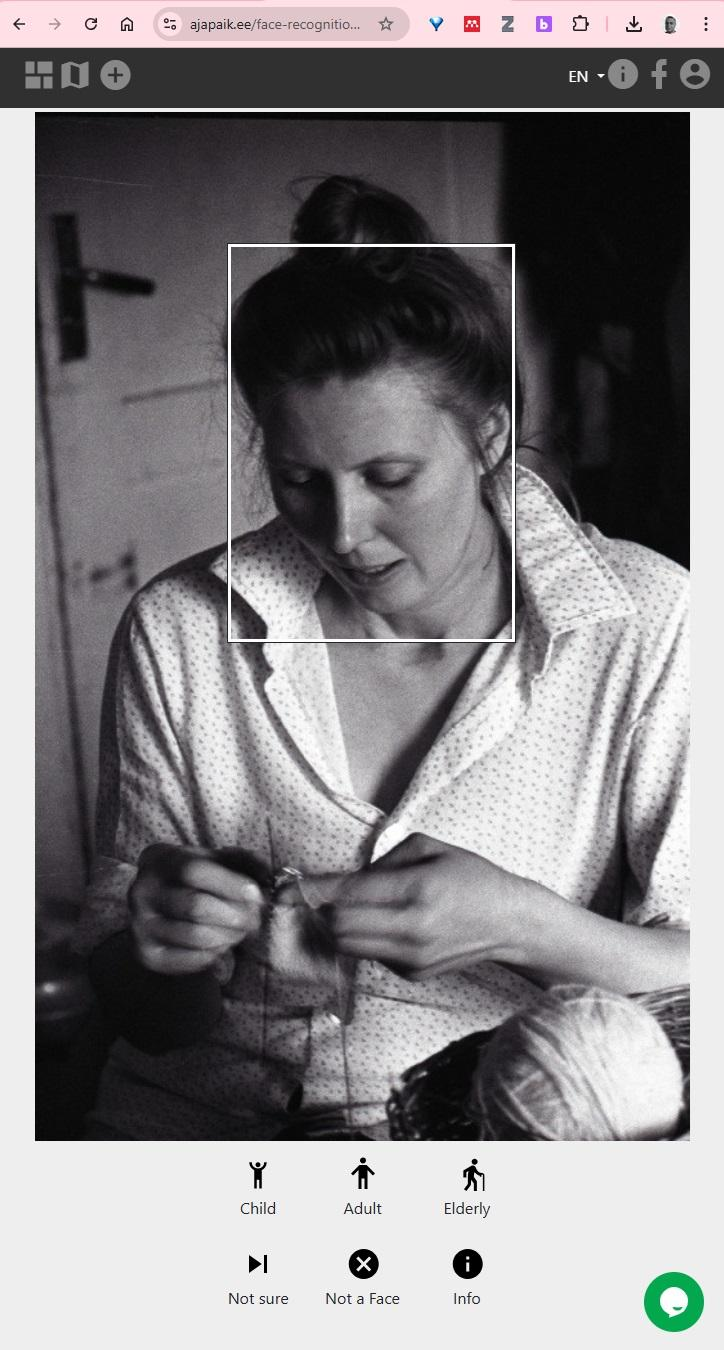 ajapaik.ee/face-recognitio...
EN
Child Adult Elderly
Not sure Not a Face Info